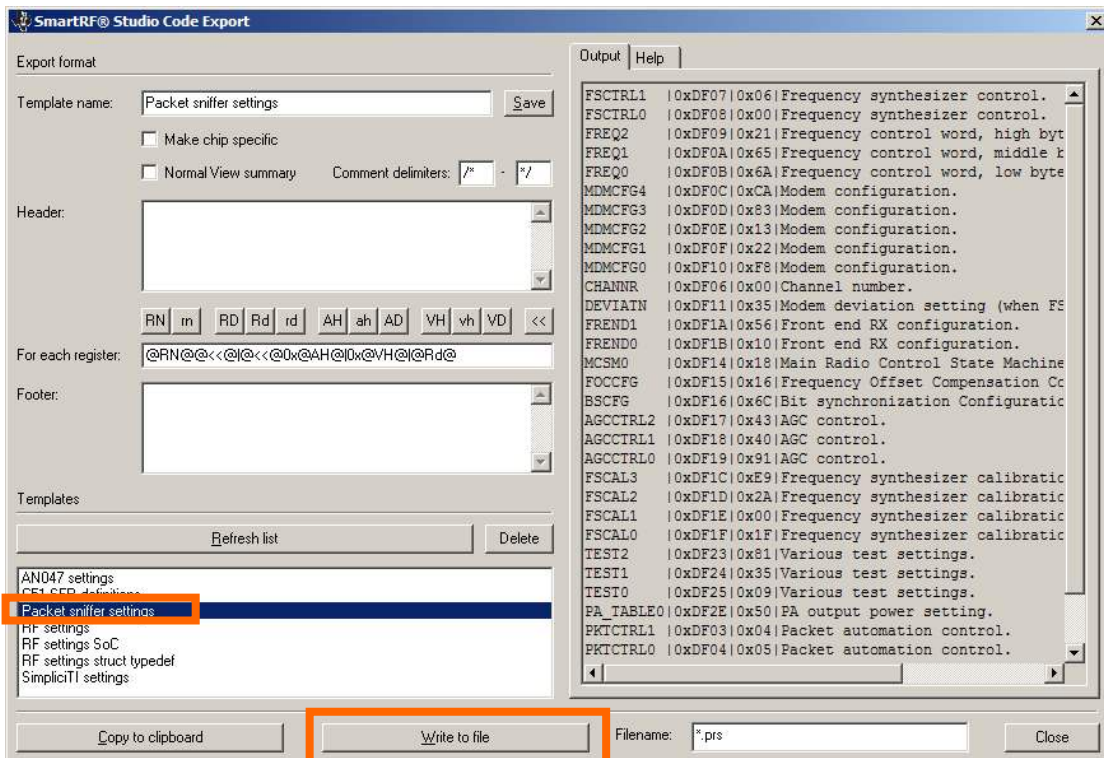 SmartRF® Studio Code Export
Export format
Template name: Packet sniffer settings Save
Make chip specific
Normal View summary Comment delimiters: /* - */
Header:
RN rn RD Rd rd AH ah AD VH vh VD <<
For each register: @RN@@<<@|@<<@0x@AH@|0x@VH@|@Rd@
Footer:
Templates
Refresh list Delete
AN047 settings
CF1 SFR definitions
Packet sniffer settings
RF settings
RF settings SoC
RF settings struct typedef
SimpliciTI settings
Output Help
FSCTRL1 |0xDF07|0x06|Frequency synthesizer control.
FSCTRL0 |0xDF08|0x00|Frequency synthesizer control.
FREQ2 |0xDF09|0x21|Frequency control word, high byt
FREQ1 |0xDF0A|0x65|Frequency control word, middle b
FREQ0 |0xDF0B|0x6A|Frequency control word, low byte
MDMCFG4 |0xDF0C|0xCA|Modem configuration.
MDMCFG3 |0xDF0D|0x83|Modem configuration.
MDMCFG2 |0xDF0E|0x13|Modem configuration.
MDMCFG1 |0xDF0F|0x22|Modem configuration.
MDMCFG0 |0xDF10|0xF8|Modem configuration.
CHANNR |0xDF06|0x00|Channel number.
DEVIATN |0xDF11|0x35|Modem deviation setting (when FS
FREND1 |0xDF1A|0x56|Front end RX configuration.
FREND0 |0xDF1B|0x10|Front end RX configuration.
MCSM0 |0xDF14|0x18|Main Radio Control State Machine
FOCCFG |0xDF15|0x16|Frequency Offset Compensation Co
BSCFG |0xDF16|0x6C|Bit synchronization Configuratic
AGCCTRL2 |0xDF17|0x43|AGC control.
AGCCTRL1 |0xDF18|0x40|AGC control.
AGCCTRL0 |0xDF19|0x91|AGC control.
FSCAL3 |0xDF1C|0xE9|Frequency synthesizer calibratic
FSCAL2 |0xDF1D|0x2A|Frequency synthesizer calibratic
FSCAL1 |0xDF1E|0x00|Frequency synthesizer calibratic
FSCAL0 |0xDF1F|0x1F|Frequency synthesizer calibratic
TEST2 |0xDF23|0x81|Various test settings.
TEST1 |0xDF24|0x35|Various test settings.
TEST0 |0xDF25|0x09|Various test settings.
PA_TABLE0|0xDF2E|0x50|PA output power setting.
PKTCTRL1 |0xDF03|0x04|Packet automation control.
PKTCTRL0 |0xDF04|0x05|Packet automation control.
Copy to clipboard Write to file Filename: *.prs Close